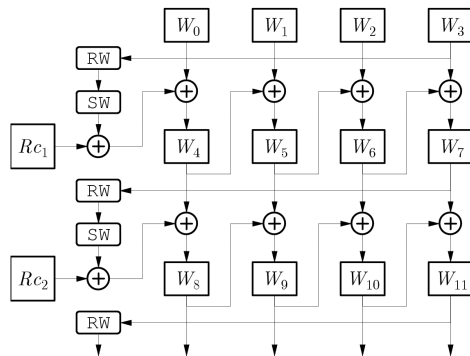 W0 W1 W2 W3
RW
SW
Rc1
W4 W5 W6 W7
RW
SW
Rc2
W8 W9 W10 W11
RW